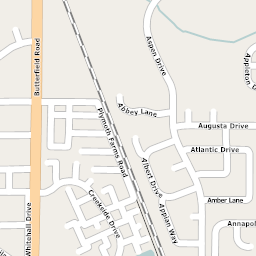 Butterfield Road
Aspen Drive
Appleton D
Abbey Lane
Plymoth Farms Road
Augusta Drive
Atlantic Drive
Albert Drive
Amber Lane
Whitehall Drive
Creekside Drive
Appian Way
Annapol